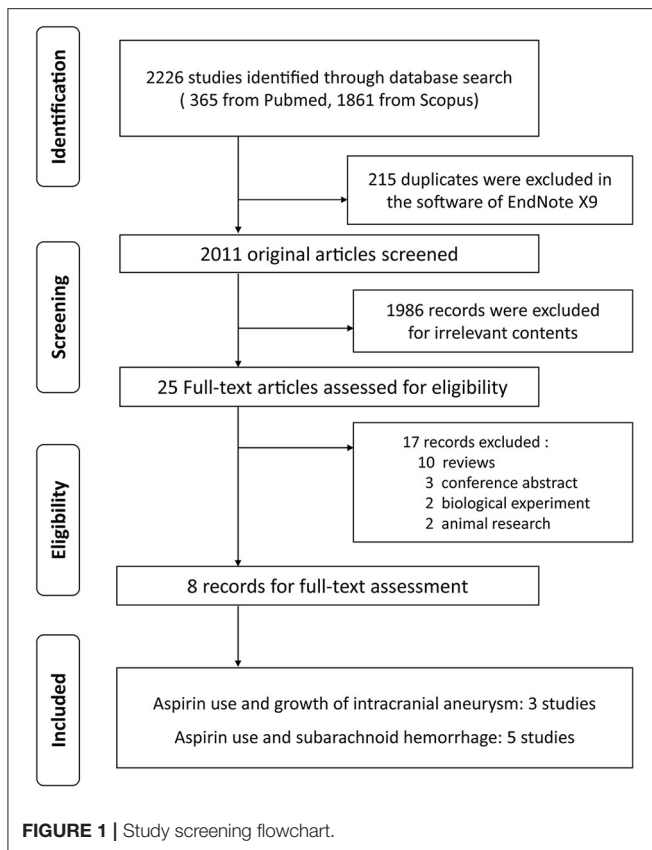 Identification
2226 studies identified through database search
( 365 from Pubmed, 1861 from Scopus)
215 duplicates were excluded in
the software of EndNote X9
Screening
2011 original articles screened
1986 records were excluded
for irrelevant contents
25 Full-text articles assessed for eligibility
Eligibility
17 records excluded :
10 reviews
3 conference abstract
2 biological experiment
2 animal research
8 records for full-text assessment
Included
Aspirin use and growth of intracranial aneurysm: 3 studies
Aspirin use and subarachnoid hemorrhage: 5 studies
FIGURE 1 | Study screening flowchart.